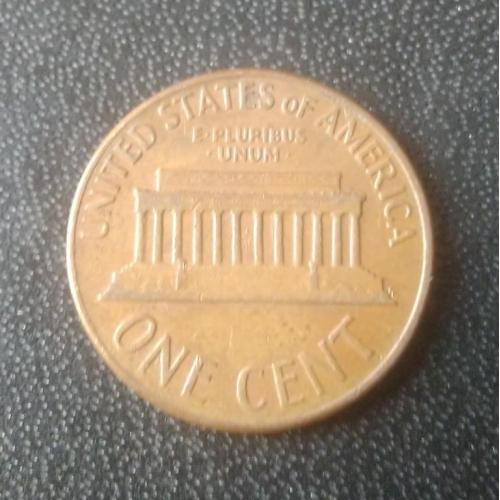 UNITED STATES OF AMERICA
E·PLURIBUS
·UNUM·
ONE CENT